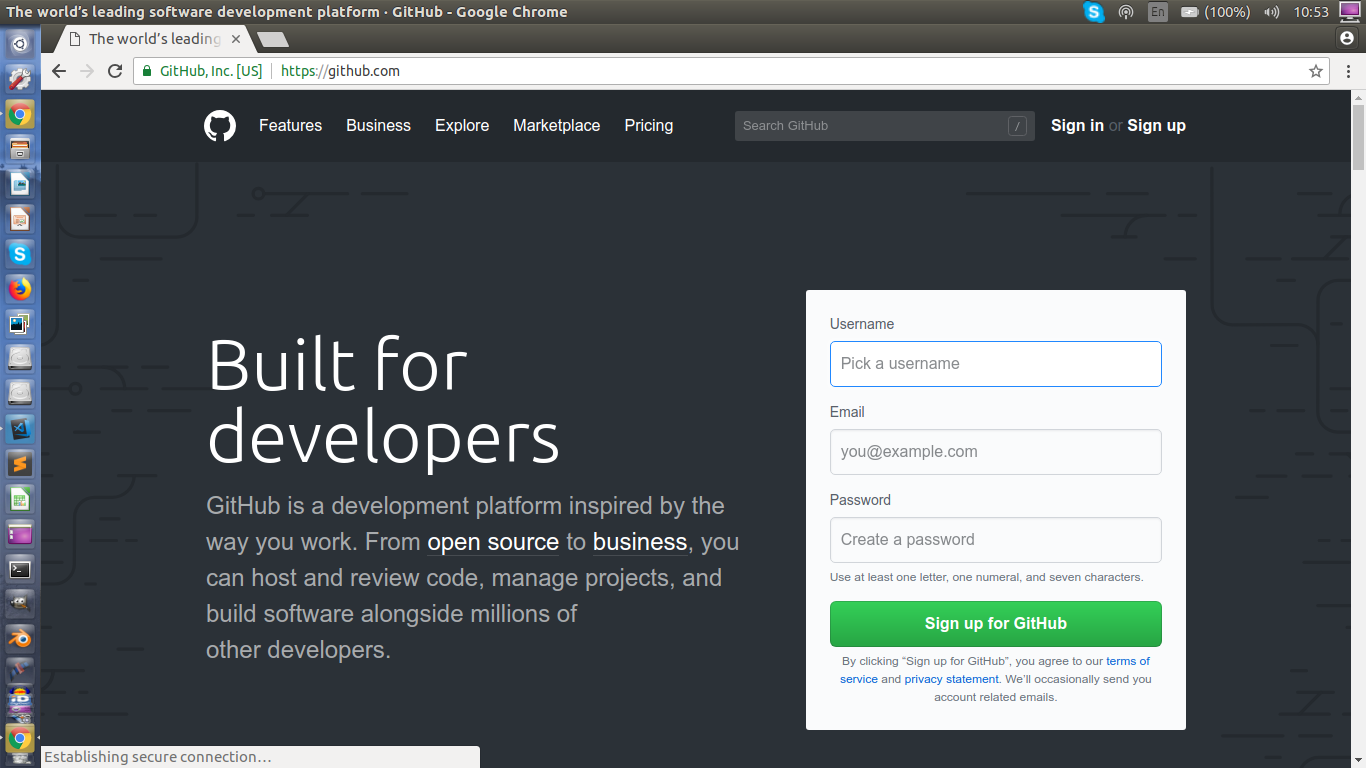 The world's leading software development platform · GitHub - Google Chrome
En (100%) 10:53
The world's leading
GitHub, Inc. [US] https://github.com
Features Business Explore Marketplace Pricing Search GitHub / Sign in or Sign up
Built for
developers
GitHub is a development platform inspired by the
way you work. From open source to business, you
can host and review code, manage projects, and
build software alongside millions of
other developers.
Username
Pick a username
Email
you@example.com
Password
Create a password
Use at least one letter, one numeral, and seven characters.
Sign up for GitHub
By clicking “Sign up for GitHub”, you agree to our terms of
service and privacy statement. We’ll occasionally send you
account related emails.
Establishing secure connection…